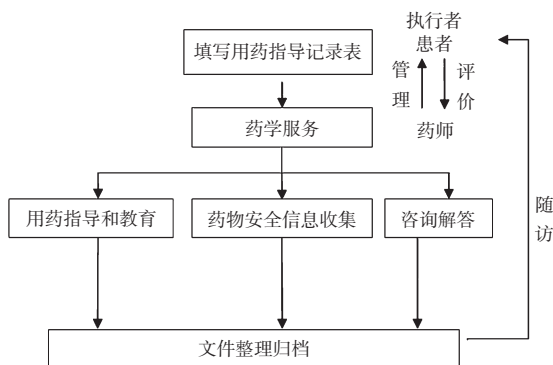 执行者
患者
填写用药指导记录表
管理
评价
药师
药学服务
用药指导和教育
药物安全信息收集
咨询解答
随访
文件整理归档